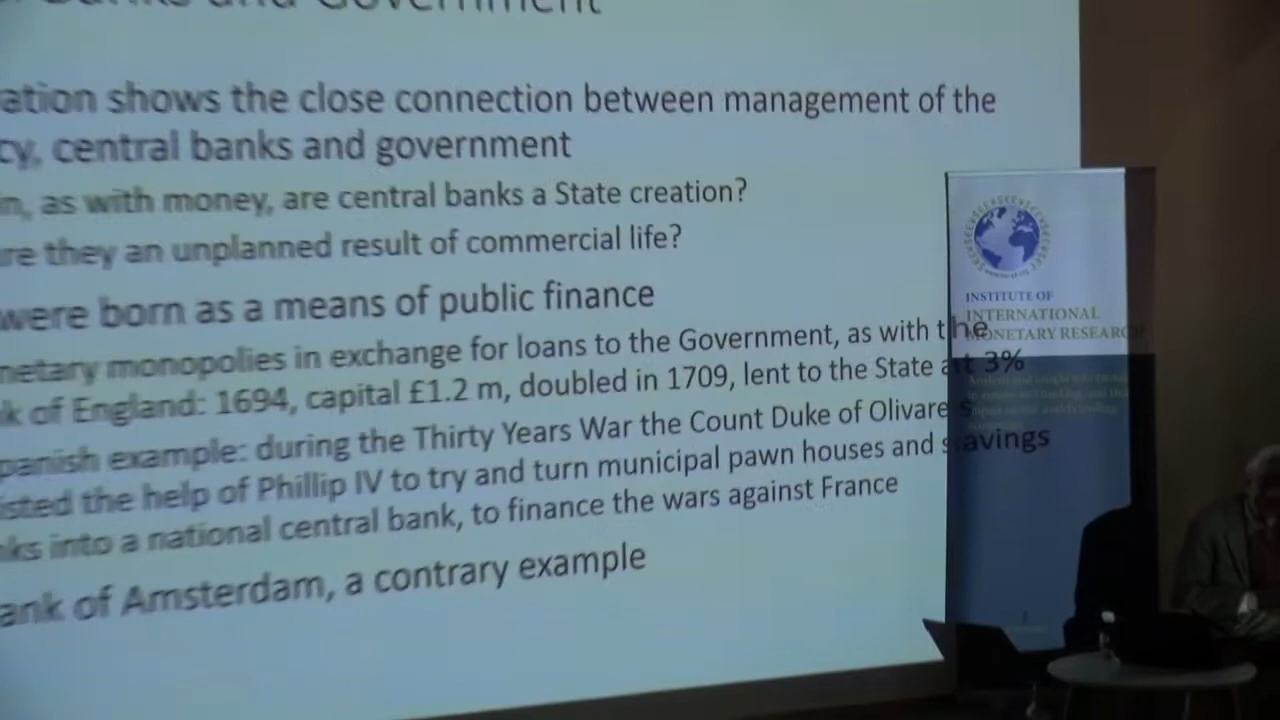 Banks and Government
ation shows the close connection between management of the
cy, central banks and government
in, as with money, are central banks a State creation?
re they an unplanned result of commercial life?
were born as a means of public finance
netary monopolies in exchange for loans to the Government, as with the
k of England: 1694, capital £1.2 m, doubled in 1709, lent to the State at 3%
panish example: during the Thirty Years War the Count Duke of Olivares
isted the help of Phillip IV to try and turn municipal pawn houses and savings
ks into a national central bank, to finance the wars against France
ank of Amsterdam, a contrary example
INSTITUTE OF
INTERNATIONAL
MONETARY RESEARCH